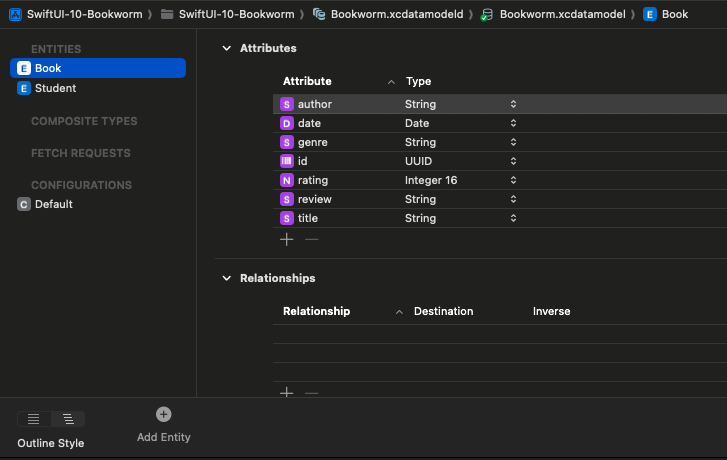 SwiftUI-10-Bookworm 〉 SwiftUI-10-Bookworm 〉 Bookworm.xcdatamodeld 〉 Bookworm.xcdatamodel 〉 E Book
ENTITIES
E Book
E Student
COMPOSITE TYPES
FETCH REQUESTS
CONFIGURATIONS
C Default
Attributes
Attribute Type
S author String
D date Date
S genre String
id UUID
N rating Integer 16
S review String
S title String
Relationships
Relationship Destination Inverse
Outline Style
Add Entity